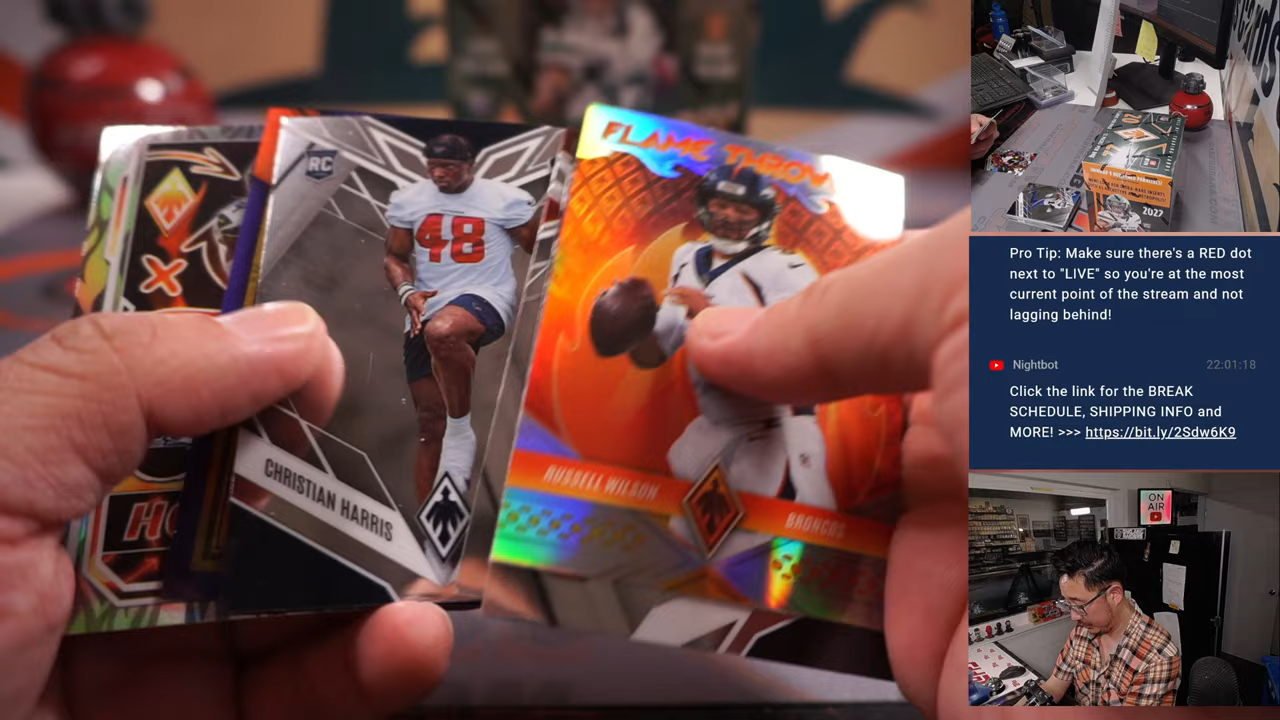 RC
48
CHRISTIAN HARRIS
X
FLAME THROW
RUSSELL WILSON
BRONCOS
2022
Pro Tip: Make sure there's a RED dot
next to "LIVE" so you're at the most
current point of the stream and not
lagging behind!
Nightbot
22:01:18
Click the link for the BREAK
SCHEDULE, SHIPPING INFO and
MORE! >>> https://bit.ly/2Sdw6K9
ON
AIR